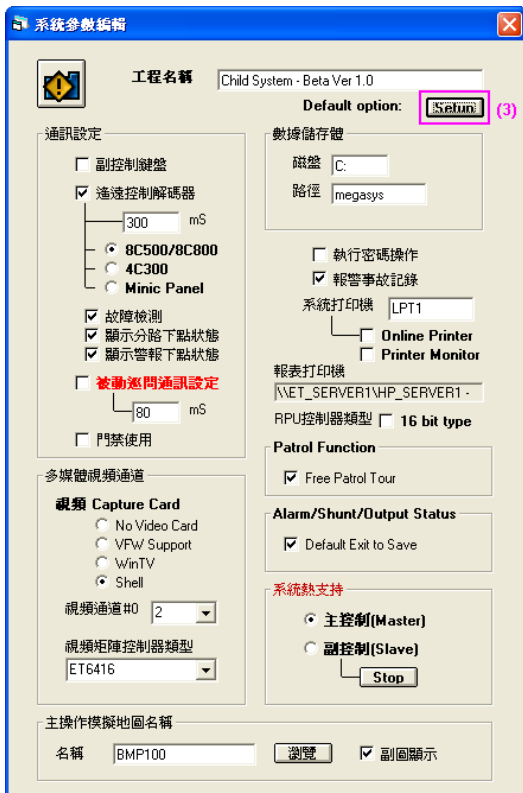 系統參數編輯
工程名稱 Child System - Beta Ver 1.0
Default option: Setup (3)
通訊設定
副控制鍵盤
遙遠控制解碼器
300 mS
8C500/8C800
4C300
Minic Panel
故障檢測
顯示分路下點狀態
顯示警報下點狀態
被動巡問通訊設定
80 mS
門禁使用
數據儲存體
磁盤 C:
路徑 megasys
執行密碼操作
報警事故記錄
系統打印機 LPT1
Online Printer
Printer Monitor
報表打印機
\\ET_SERVER1\HP_SERVER1 -
RPU控制器類型 16 bit type
Patrol Function
Free Patrol Tour
多媒體視頻通道
視頻 Capture Card
No Video Card
VFW Support
WinTV
Shell
視頻通道#0 2
視頻矩陣控制器類型
ET6416
Alarm/Shunt/Output Status
Default Exit to Save
系統熱支持
主控制(Master)
副控制(Slave)
Stop
主操作模擬地圖名稱
名稱 BMP100 瀏覽 副圖顯示